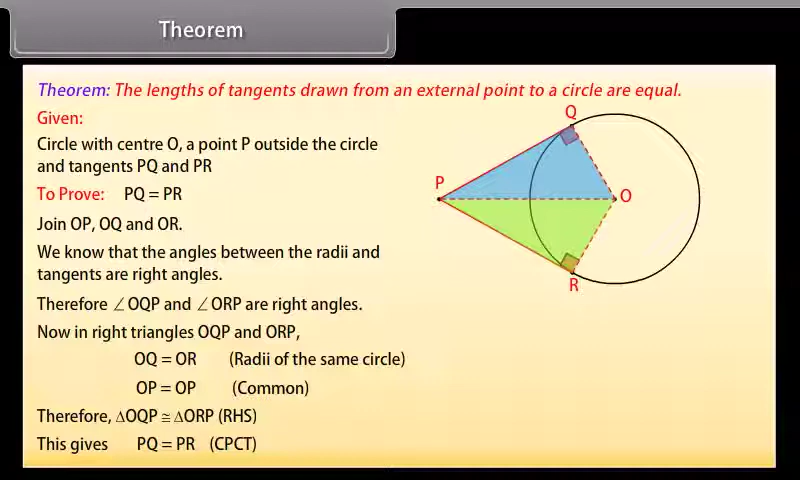 Theorem
Theorem: The lengths of tangents drawn from an external point to a circle are equal.
Given:
Circle with centre O, a point P outside the circle
and tangents PQ and PR
To Prove: PQ = PR
Join OP, OQ and OR.
We know that the angles between the radii and
tangents are right angles.
Therefore ∠OQP and ∠ORP are right angles.
Now in right triangles OQP and ORP,
OQ = OR (Radii of the same circle)
OP = OP (Common)
Therefore, ΔOQP ≅ ΔORP (RHS)
This gives PQ = PR (CPCT)
Q
P
O
R